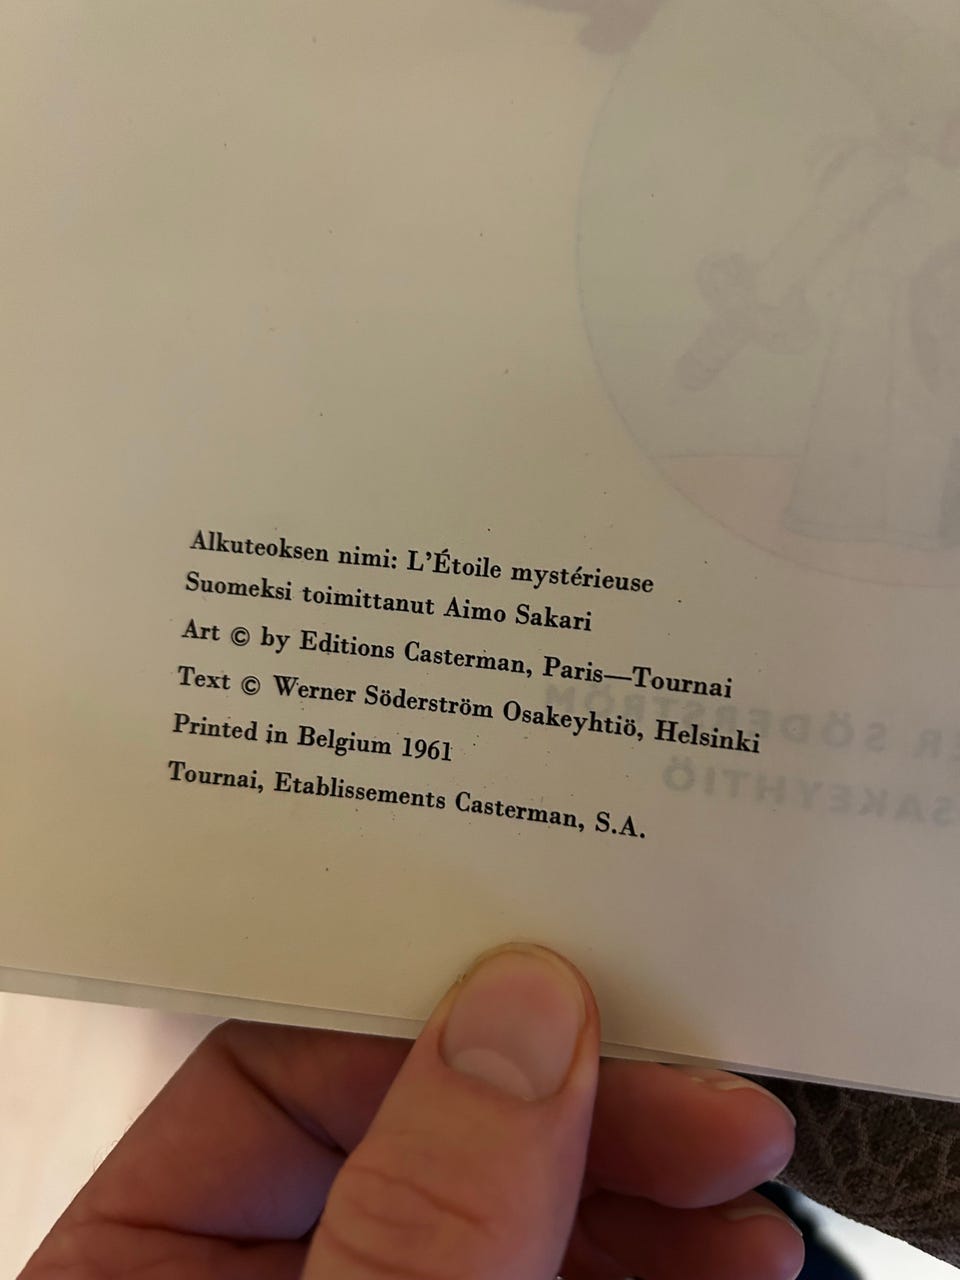 Alkuteoksen nimi: L'Étoile mystérieuse
Suomeksi toimittanut Aimo Sakari
Art © by Editions Casterman, Paris—Tournai
Text © Werner Söderström Osakeyhtiö, Helsinki
Printed in Belgium 1961
Tournai, Etablissements Casterman, S.A.